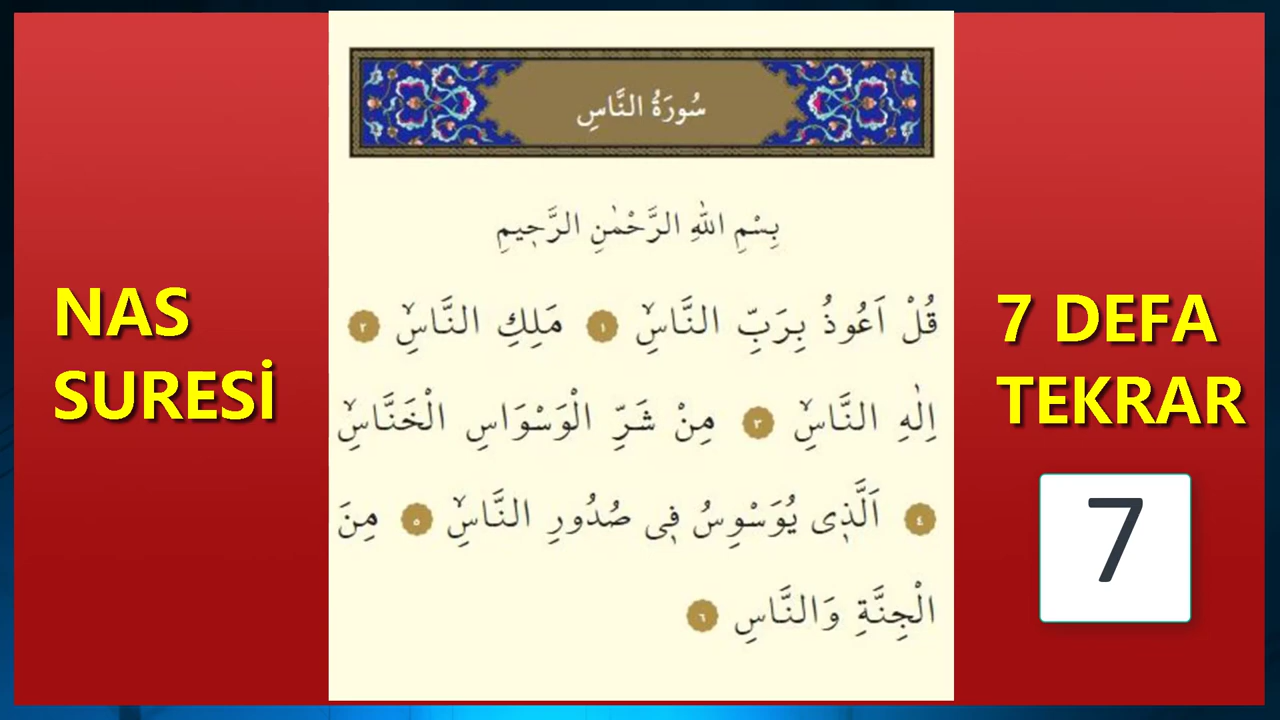 NAS
SURESİ
سُورَةُ النَّاسِ
بِسْمِ اللّٰهِ الرَّحْمٰنِ الرَّح۪يمِ
قُلْ اَعُوذُ بِرَبِّ النَّاسِۙ ١ مَلِكِ النَّاسِۙ ٢
اِلٰهِ النَّاسِۙ ٣ مِنْ شَرِّ الْوَسْوَاسِ الْخَنَّاسِۙ
٤ اَلَّذ۪ى يُوَسْوِسُ ف۪ى صُدُورِ النَّاسِۙ ٥ مِنَ
الْجِنَّةِ وَالنَّاسِ ٦
7 DEFA
TEKRAR
7